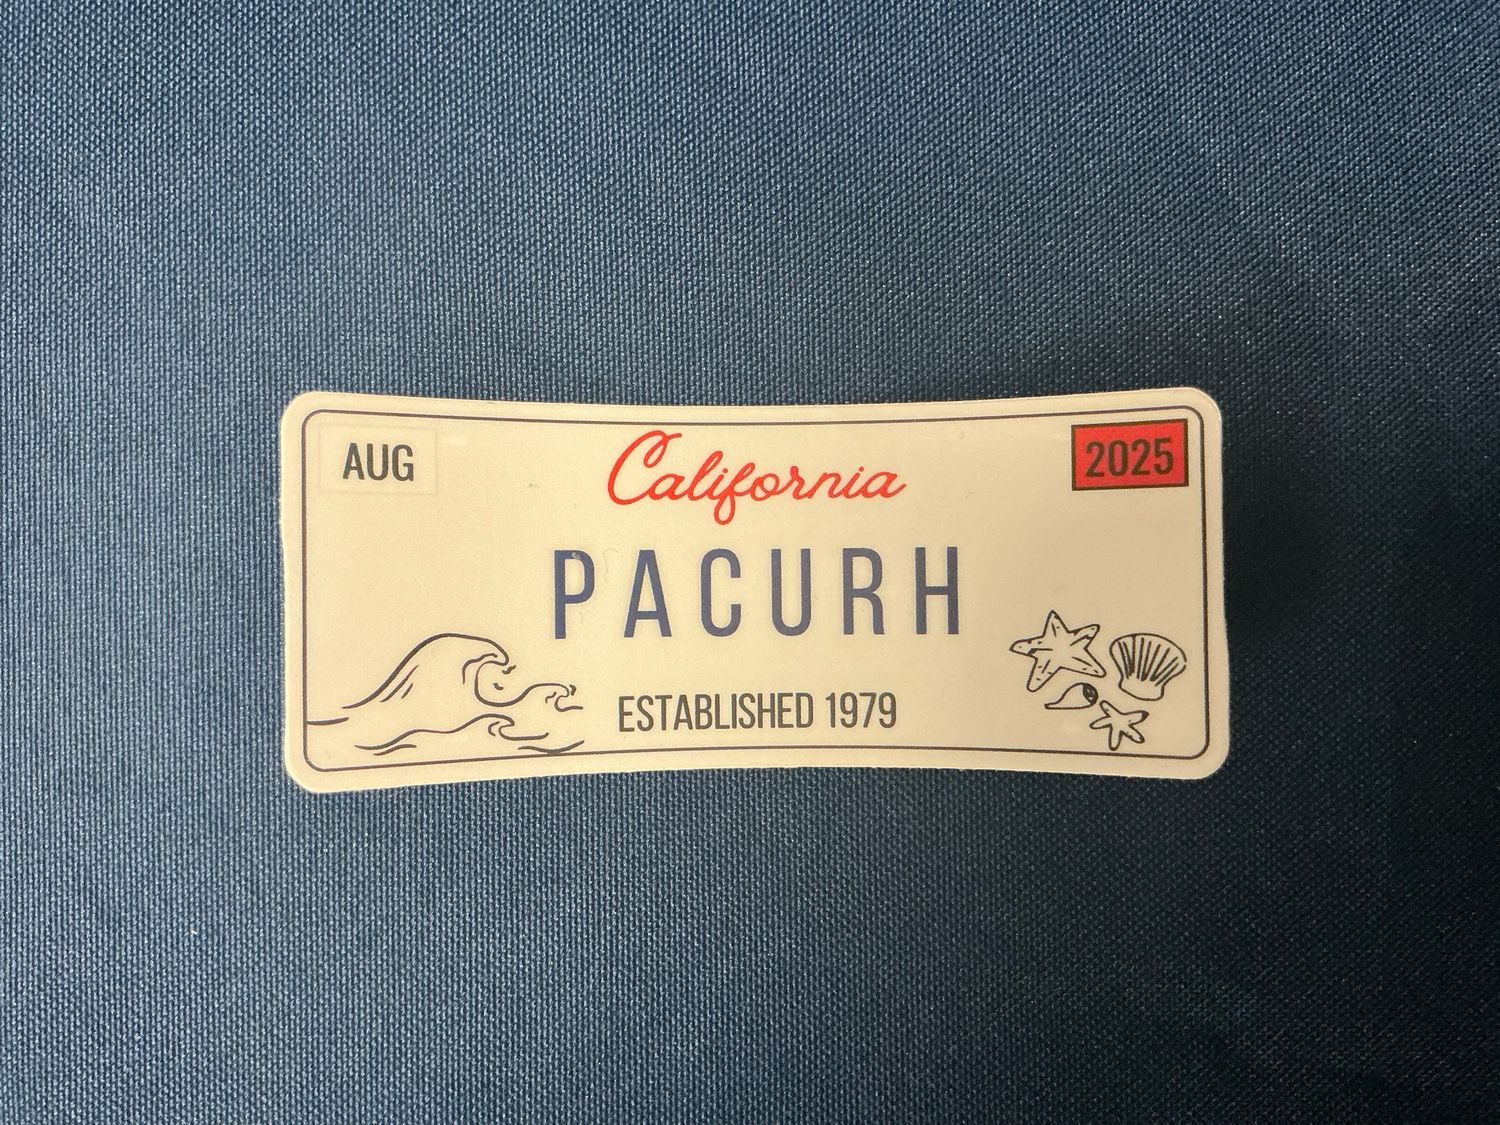 AUG
California
2025
PACURH
ESTABLISHED 1979